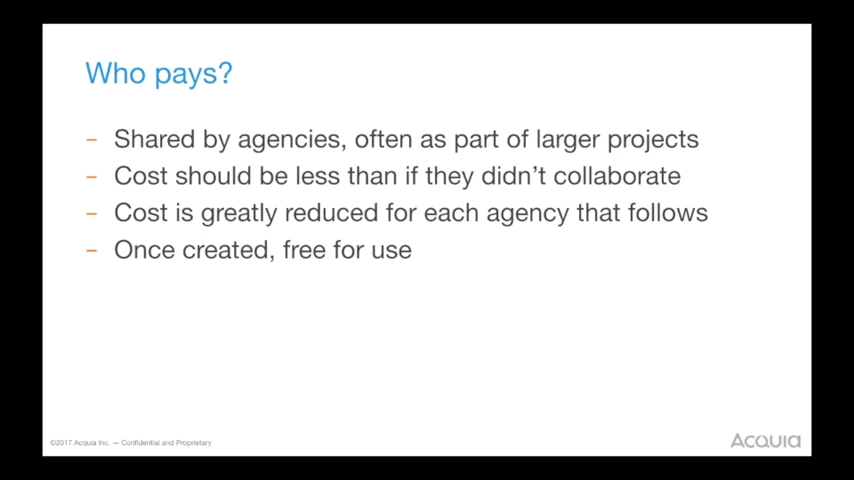 Who pays?
– Shared by agencies, often as part of larger projects
– Cost should be less than if they didn’t collaborate
– Cost is greatly reduced for each agency that follows
– Once created, free for use
©2017 Acquia Inc. — Confidential and Proprietary
Acquia